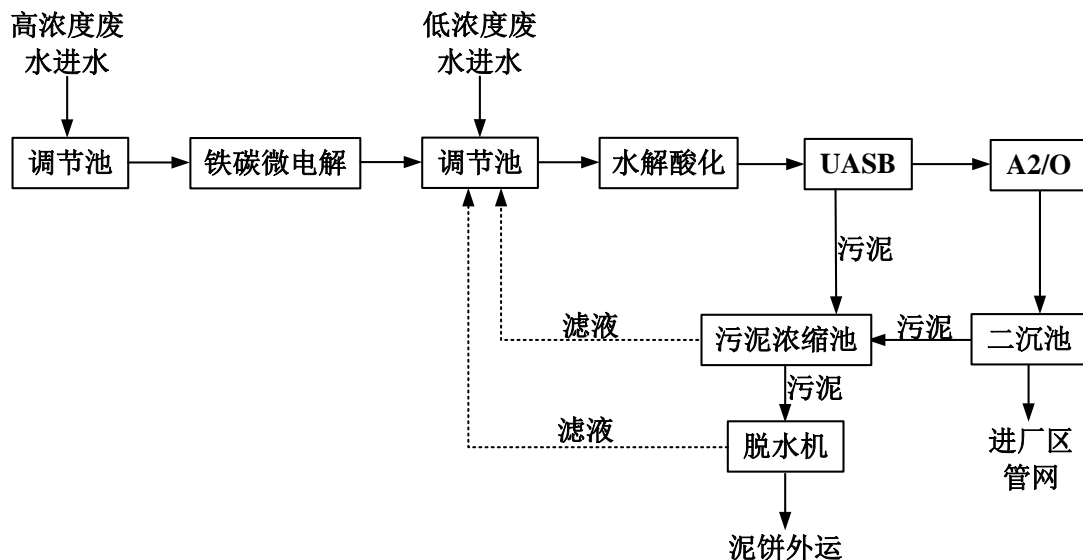 高浓度废
水进水
低浓度废
水进水
调节池
铁碳微电解
调节池
水解酸化
UASB
A2/O
污泥
滤液
污泥浓缩池
污泥
二沉池
污泥
滤液
脱水机
进厂区
管网
泥饼外运